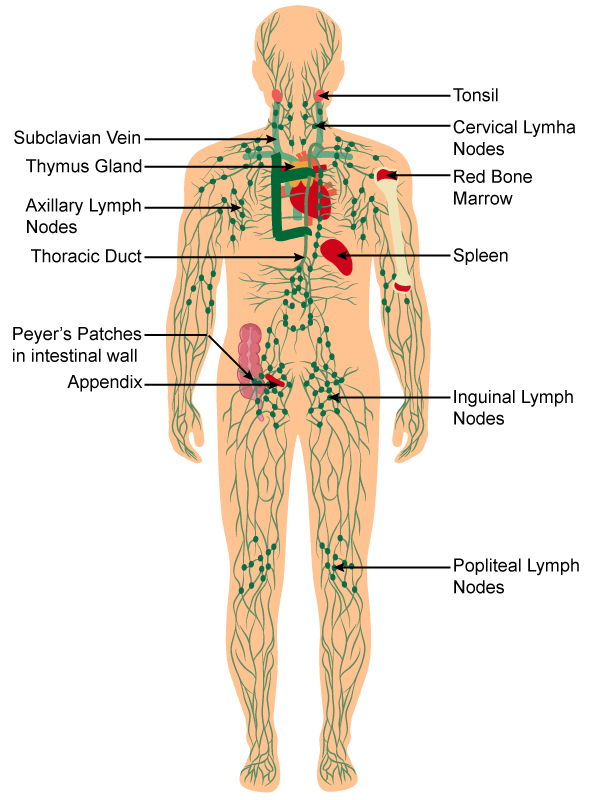 Subclavian Vein
Thymus Gland
Axillary Lymph
Nodes
Thoracic Duct
Peyer's Patches
in intestinal wall
Appendix
Tonsil
Cervical Lymha
Nodes
Red Bone
Marrow
Spleen
Inguinal Lymph
Nodes
Popliteal Lymph
Nodes